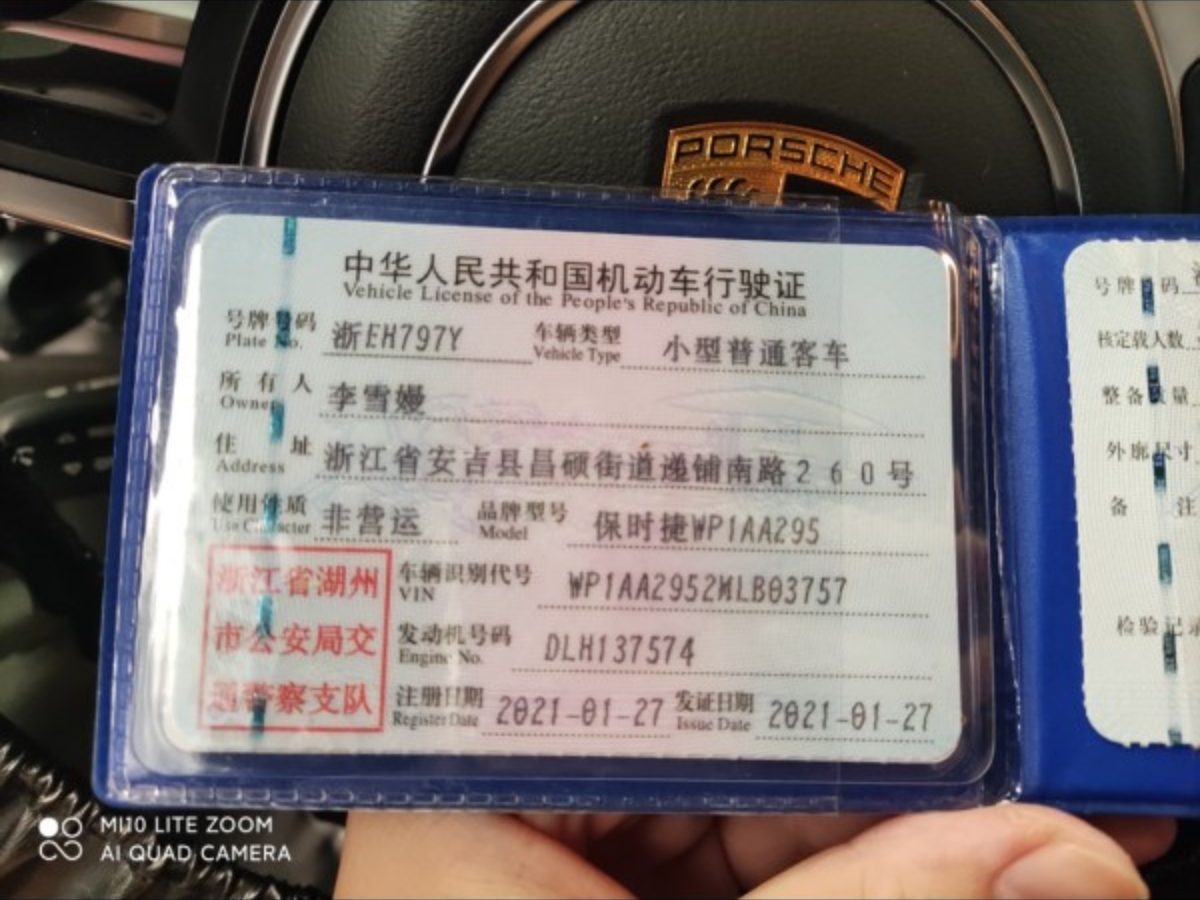 PORSCHE
中华人民共和国机动车行驶证
Vehicle License of the People's Republic of China
号牌号码 浙EH797Y 车辆类型 小型普通客车
Plate No. Vehicle Type
所有人 李雪嫚
Owner
住址 浙江省安吉县昌硕街道递铺南路260号
Address
使用性质 非营运 品牌型号 保时捷WP1AA295
Use Character Model
浙江省湖州
市公安局交
通警察支队
车辆识别代号 WP1AA2952MLB03757
VIN
发动机号码 DLH137574
Engine No.
注册日期 2021-01-27 发证日期 2021-01-27
Register Date Issue Date
号牌号码
核定载人数
整备质量
外廓尺寸
备注
检验记录
MI10 LITE ZOOM
AI QUAD CAMERA